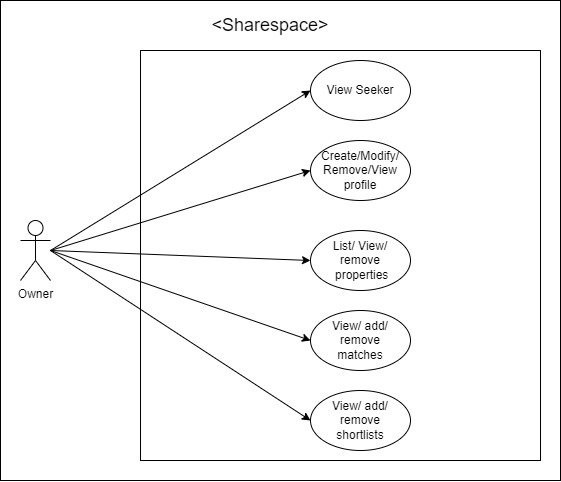 <Sharespace>
View Seeker
Create/Modify/
Remove/View
profile
List/ View/
remove
properties
Owner
View/ add/
remove
matches
View/ add/
remove
shortlists